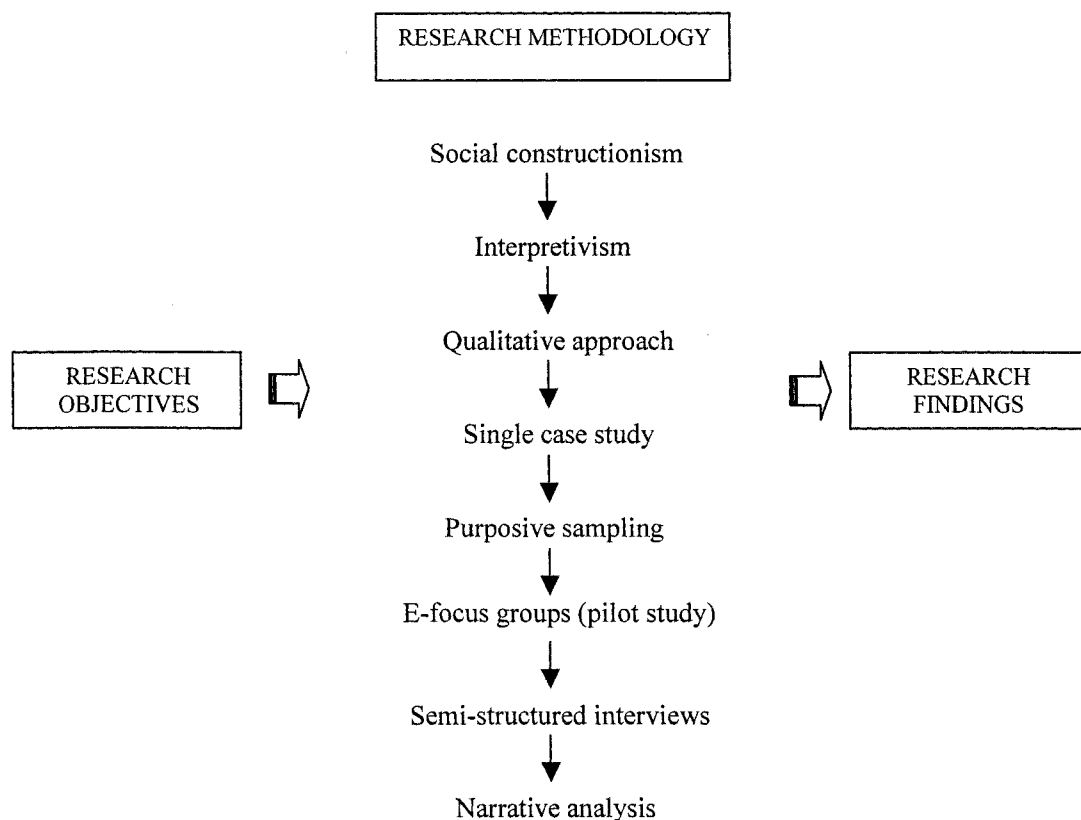 RESEARCH METHODOLOGY
Social constructionism
Interpretivism
Qualitative approach
RESEARCH
OBJECTIVES
RESEARCH
FINDINGS
Single case study
Purposive sampling
E-focus groups (pilot study)
Semi-structured interviews
Narrative analysis